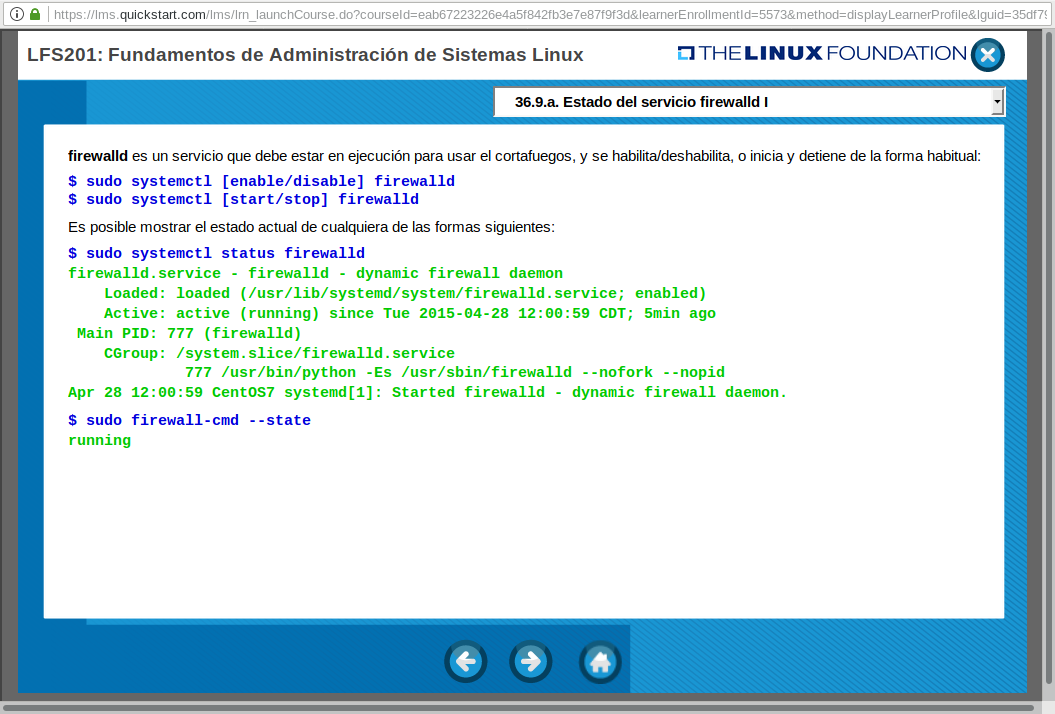 https://lms.quickstart.com/lms/lrn_launchCourse.do?courseId=eab67223226e4a5f842fb3e7e87f9f3d&learnerEnrollmentId=5573&method=displayLearnerProfile&lguid=35df79
LFS201: Fundamentos de Administración de Sistemas Linux
THE LINUX FOUNDATION
36.9.a. Estado del servicio firewalld I
firewalld es un servicio que debe estar en ejecución para usar el cortafuegos, y se habilita/deshabilita, o inicia y detiene de la forma habitual:
$ sudo systemctl [enable/disable] firewalld
$ sudo systemctl [start/stop] firewalld
Es posible mostrar el estado actual de cualquiera de las formas siguientes:
$ sudo systemctl status firewalld
firewalld.service - firewalld - dynamic firewall daemon
    Loaded: loaded (/usr/lib/systemd/system/firewalld.service; enabled)
    Active: active (running) since Tue 2015-04-28 12:00:59 CDT; 5min ago
 Main PID: 777 (firewalld)
    CGroup: /system.slice/firewalld.service
             777 /usr/bin/python -Es /usr/sbin/firewalld --nofork --nopid
Apr 28 12:00:59 CentOS7 systemd[1]: Started firewalld - dynamic firewall daemon.
$ sudo firewall-cmd --state
running